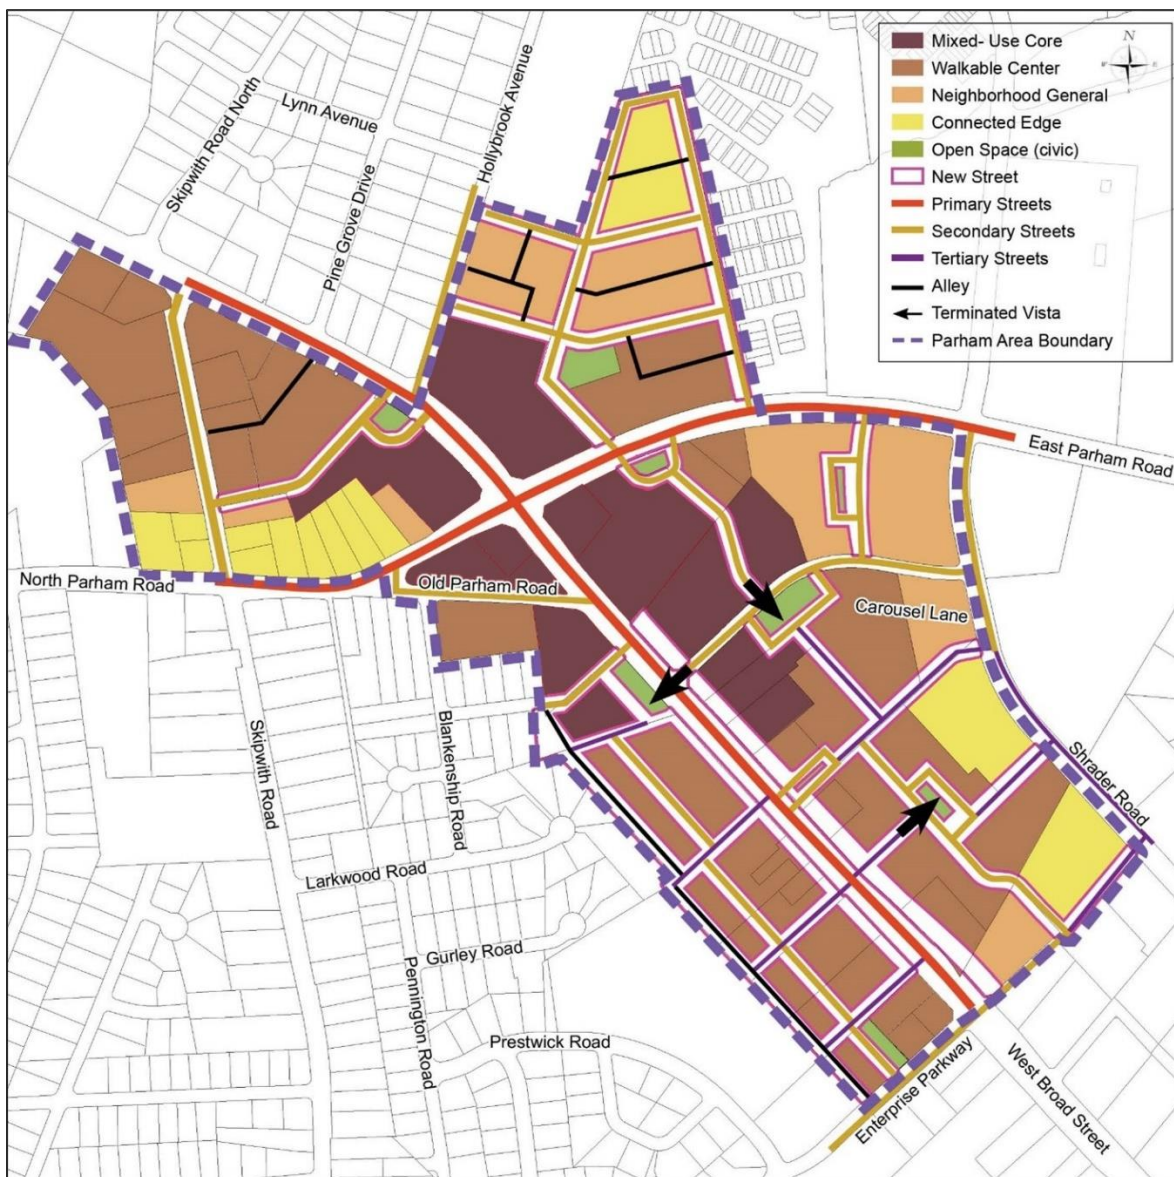 Mixed- Use Core
Walkable Center
Neighborhood General
Connected Edge
Open Space (civic)
New Street
Primary Streets
Secondary Streets
Tertiary Streets
Alley
Terminated Vista
Parham Area Boundary
N
Hollybrook Avenue
Lynn Avenue
Skipwith Road North
Pine Grove Drive
East Parham Road
North Parham Road
Old Parham Road
Carousel Lane
Skipwith Road
Blankenship Road
Shrader Road
Larkwood Road
Gurley Road
Pennington Road
Prestwick Road
Enterprise Parkway
West Broad Street